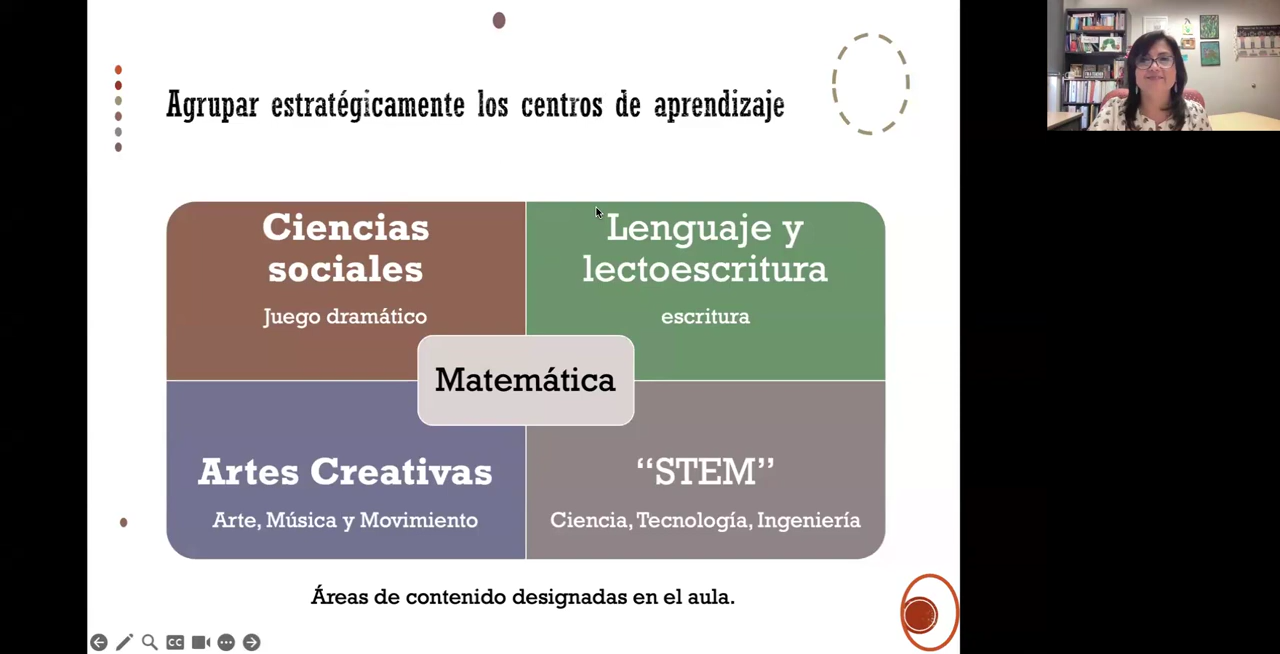 Agrupar estratégicamente los centros de aprendizaje
Ciencias
sociales
Juego dramático
Lenguaje y
lectoescritura
escritura
Matemática
Artes Creativas
Arte, Música y Movimiento
“STEM”
Ciencia, Tecnología, Ingeniería
Áreas de contenido designadas en el aula.
CC